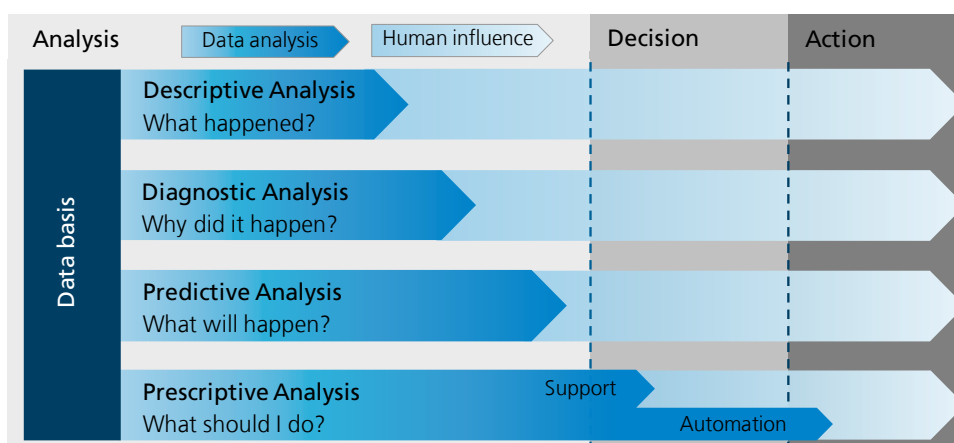 Analysis
Data analysis
Human influence
Decision
Action
Data basis
Descriptive Analysis
What happened?
Diagnostic Analysis
Why did it happen?
Predictive Analysis
What will happen?
Prescriptive Analysis
What should I do?
Support
Automation